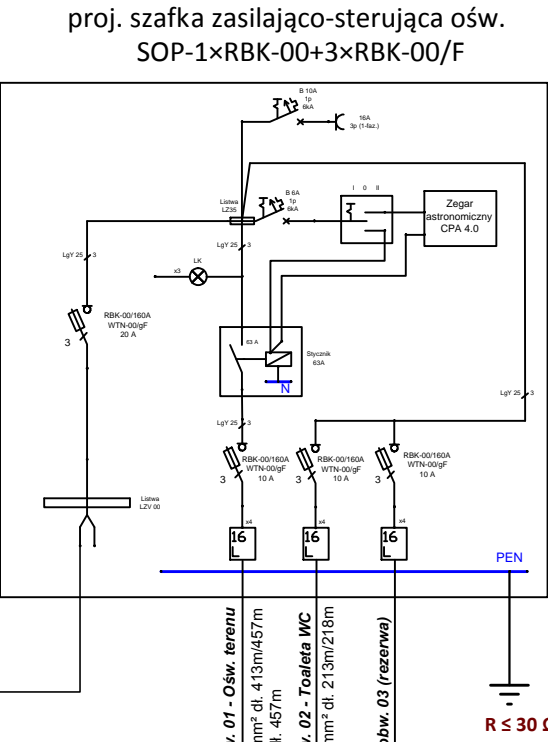 proj. szafka zasilająco-sterująca ośw.
SOP-1×RBK-00+3×RBK-00/F
B 10A
1p
6kA
16A
3p (1-faz.)
B 6A
1p
6kA
I 0 II
Zegar
astronomiczny
CPA 4.0
Listwa
LZ35
LgY 25 3
LgY 25 3
LK
x3
RBK-00/160A
WTN-00/gF
20 A
3
63 A
Stycznik
63A
N
LgY 25 3
LgY 25 3
RBK-00/160A
WTN-00/gF
10 A
3
RBK-00/160A
WTN-00/gF
10 A
3
RBK-00/160A
WTN-00/gF
10 A
3
Listwa
LZV 00
x4
16
L
x4
16
L
x4
16
L
PEN
01 - Ośw. terenu
mm² dł. 413m/457m
457m
02 - Toaleta WC
mm² dł. 213m/218m
obw. 03 (rezerwa)
R ≤ 30 Ω